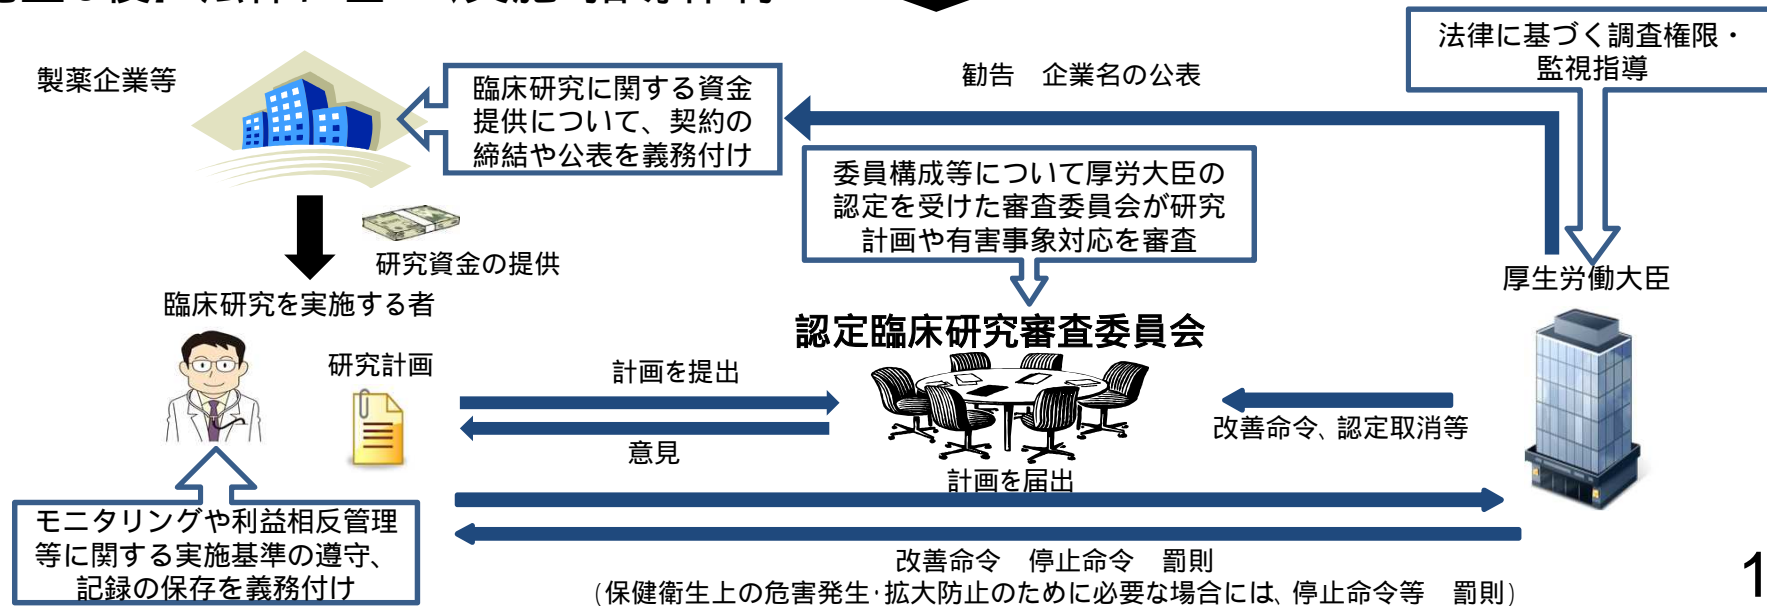 製薬企業等
臨床研究に関する資金
提供について、契約の
締結や公表を義務付け
勧告　企業名の公表
法律に基づく調査権限・
監視指導
委員構成等について厚労大臣の
認定を受けた審査委員会が研究
計画や有害事象対応を審査
研究資金の提供
厚生労働大臣
臨床研究を実施する者
認定臨床研究審査委員会
研究計画
計画を提出
意見
改善命令、認定取消等
計画を届出
モニタリングや利益相反管理
等に関する実施基準の遵守、
記録の保存を義務付け
改善命令　停止命令　罰則
(保健衛生上の危害発生・拡大防止のために必要な場合には、停止命令等　罰則)
1